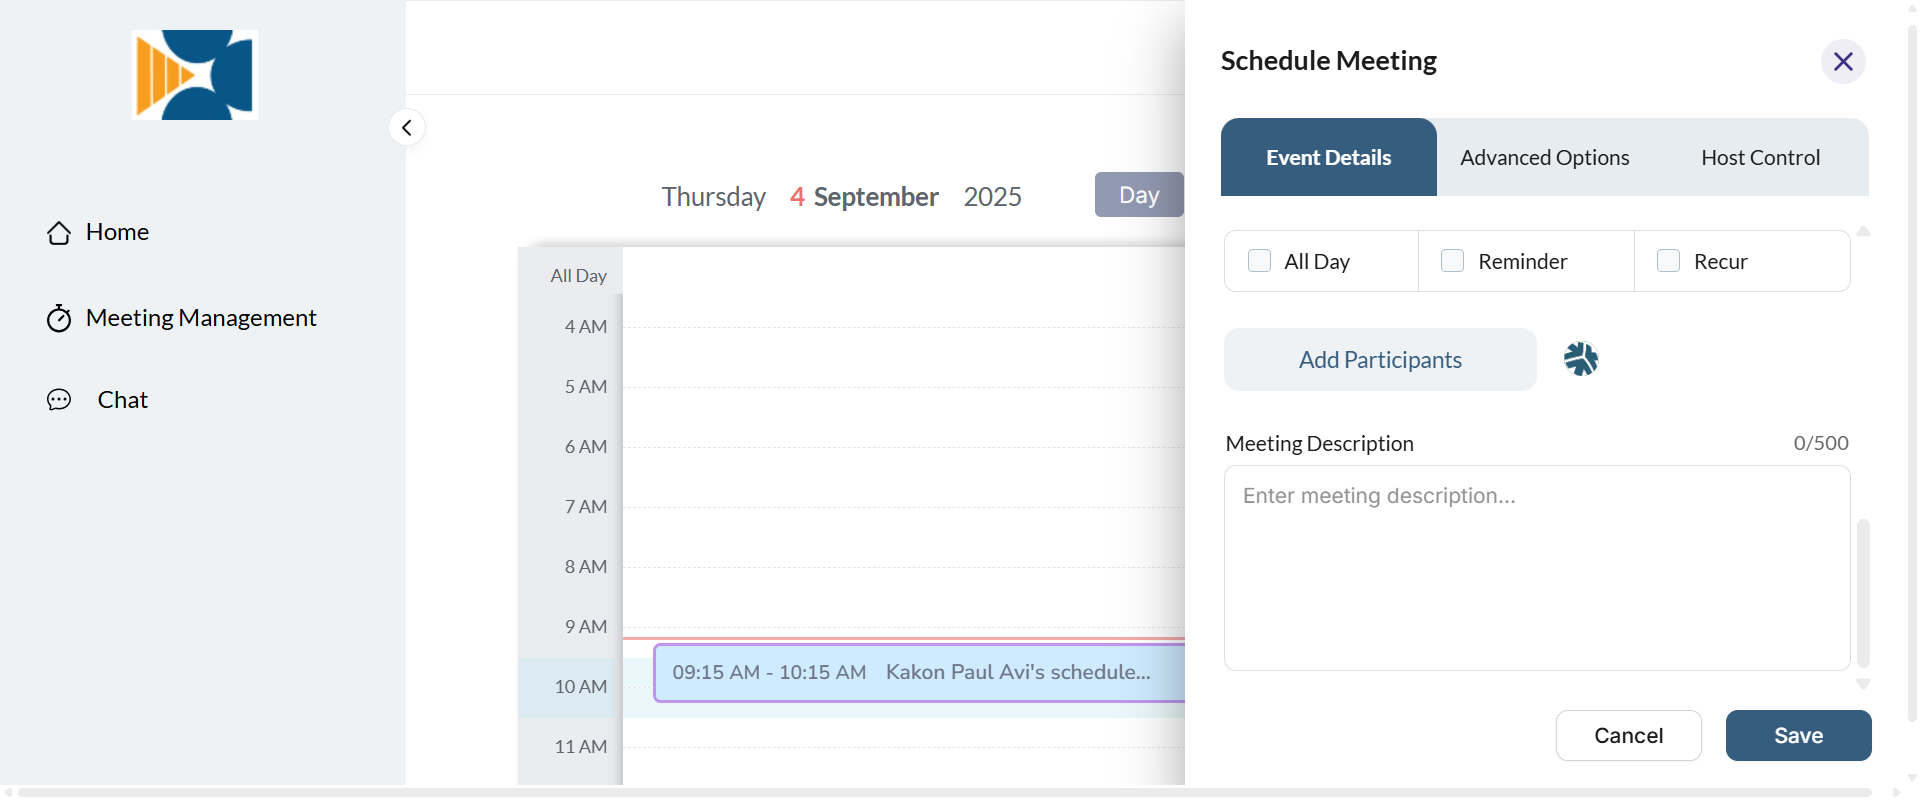 Home
Meeting Management
Chat
Thursday 4 September 2025
Day
All Day
4 AM
5 AM
6 AM
7 AM
8 AM
9 AM
09:15 AM - 10:15 AM Kakon Paul Avi's schedule...
10 AM
11 AM
Schedule Meeting
Event Details
Advanced Options
Host Control
All Day
Reminder
Recur
Add Participants
Meeting Description 0/500
Enter meeting description...
Cancel
Save